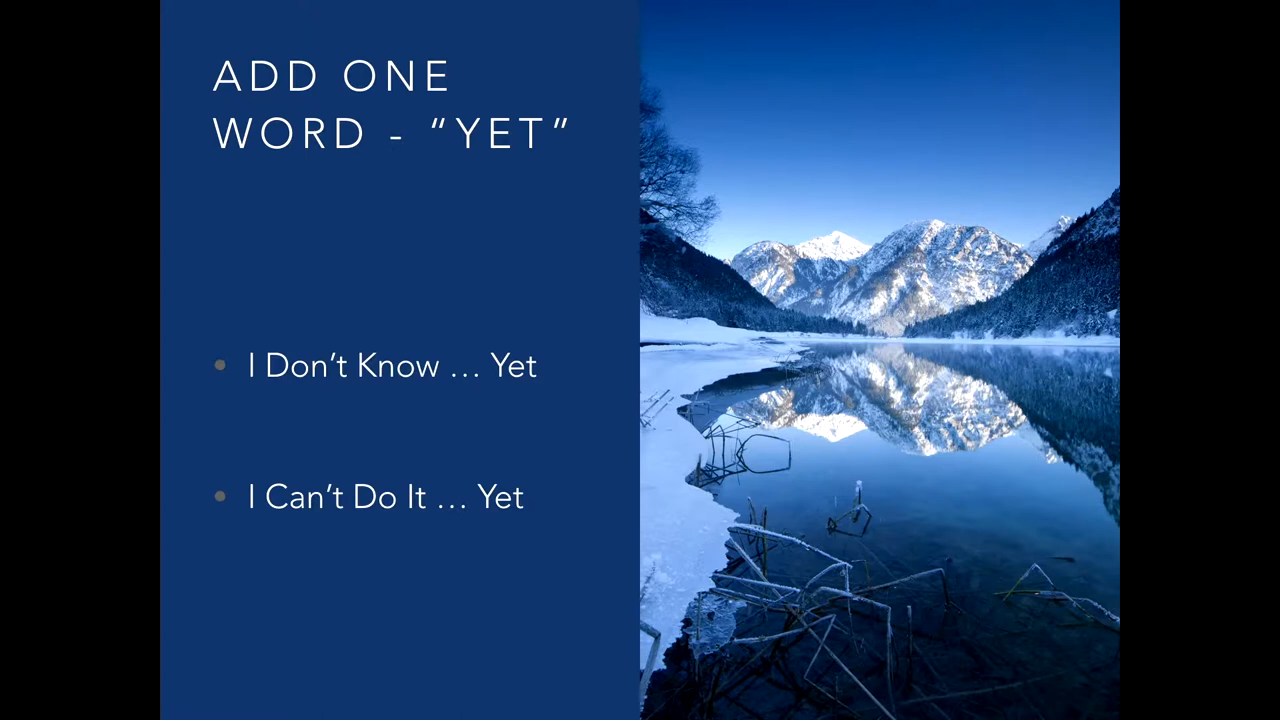 ADD ONE
WORD - “YET”
• I Don’t Know … Yet
• I Can’t Do It … Yet